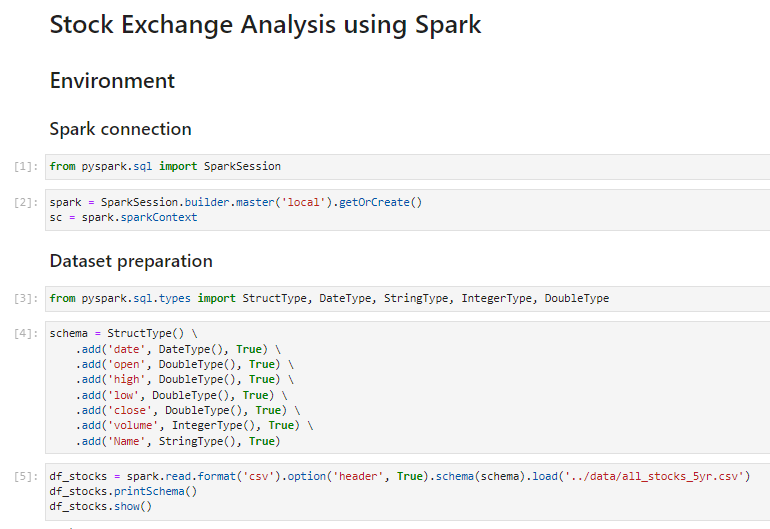 Stock Exchange Analysis using Spark
Environment
Spark connection
[1]: from pyspark.sql import SparkSession
[2]: spark = SparkSession.builder.master('local').getOrCreate()
sc = spark.sparkContext
Dataset preparation
[3]: from pyspark.sql.types import StructType, DateType, StringType, IntegerType, DoubleType
[4]: schema = StructType() \
    .add('date', DateType(), True) \
    .add('open', DoubleType(), True) \
    .add('high', DoubleType(), True) \
    .add('low', DoubleType(), True) \
    .add('close', DoubleType(), True) \
    .add('volume', IntegerType(), True) \
    .add('Name', StringType(), True)
[5]: df_stocks = spark.read.format('csv').option('header', True).schema(schema).load('../data/all_stocks_5yr.csv')
df_stocks.printSchema()
df_stocks.show()